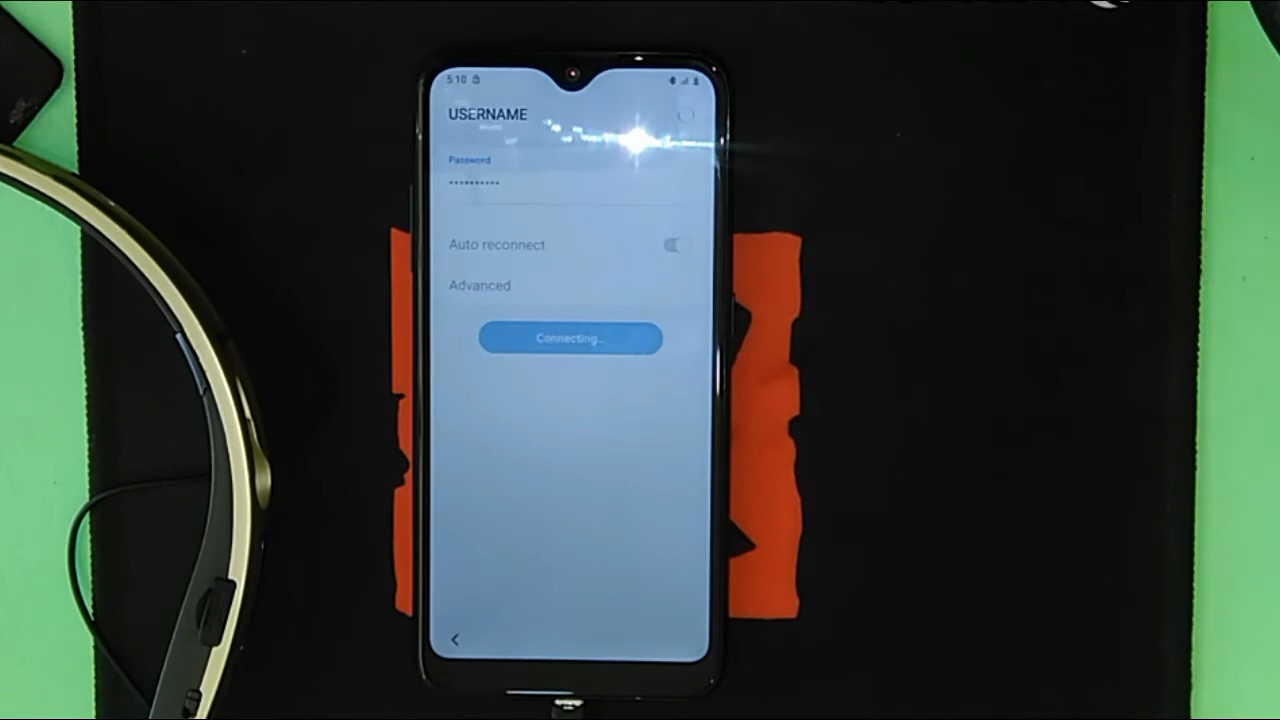 5:10
USERNAME
Password
••••••••••
Auto reconnect
Advanced
Connecting...